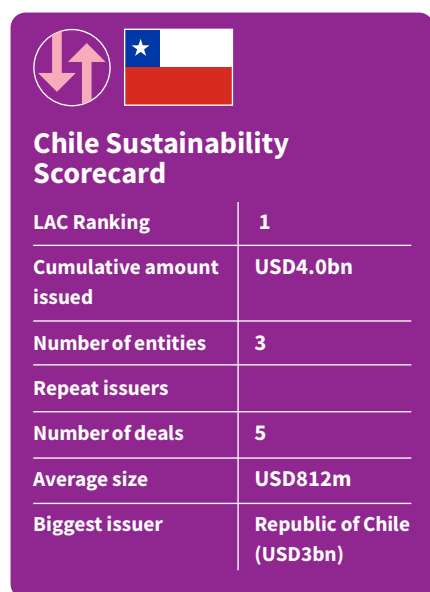 Chile Sustainability
Scorecard
LAC Ranking 1
Cumulative amount USD4.0bn
issued
Number of entities 3
Repeat issuers
Number of deals 5
Average size USD812m
Biggest issuer Republic of Chile
(USD3bn)